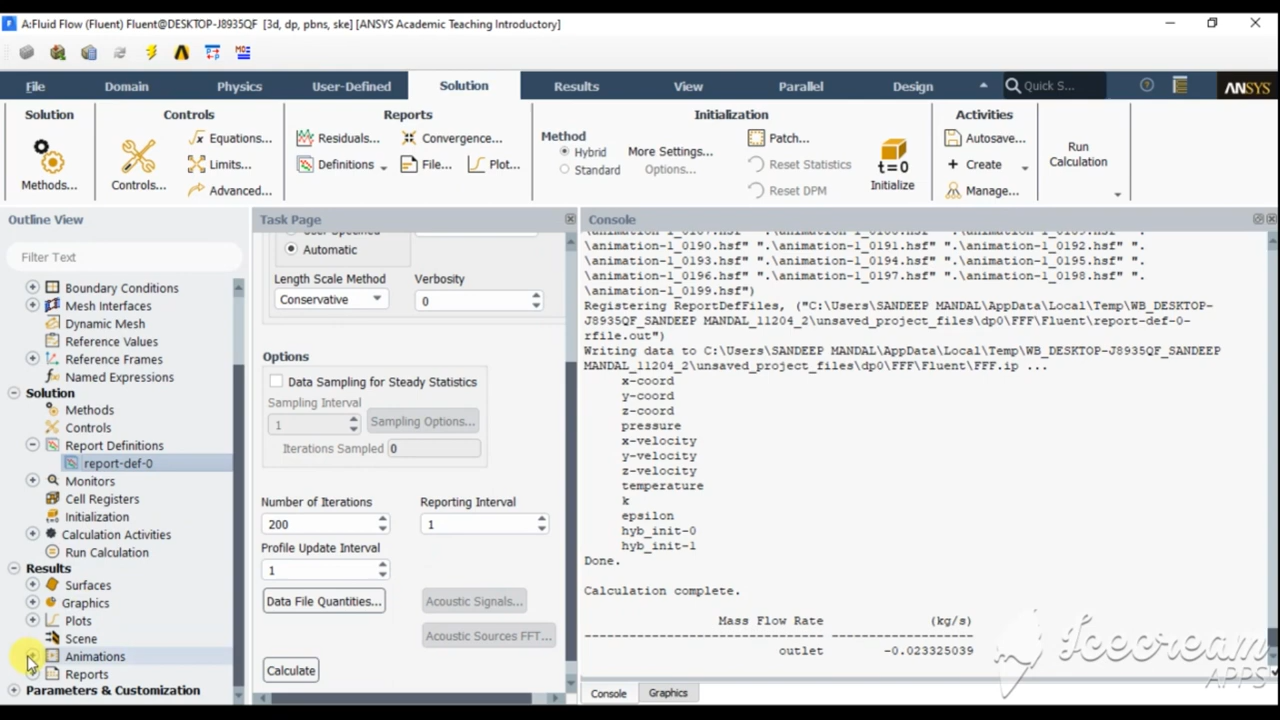 A:Fluid Flow (Fluent) Fluent@DESKTOP-J8935QF [3d, dp, pbns, ske] [ANSYS Academic Teaching Introductory]
File Domain Physics User-Defined Solution Results View Parallel Design Quick S... ANSYS
Solution Controls Reports Initialization Activities
Methods...
Controls...
Equations...
Limits...
Advanced...
Residuals... Convergence...
Definitions File... Plot...
Method
Hybrid
Standard
More Settings...
Options...
Patch...
Reset Statistics
Reset DPM
t=0
Initialize
Autosave...
Create
Manage...
Run
Calculation
Outline View
Filter Text
Boundary Conditions
Mesh Interfaces
Dynamic Mesh
Reference Values
Reference Frames
Named Expressions
Solution
Methods
Controls
Report Definitions
report-def-0
Monitors
Cell Registers
Initialization
Calculation Activities
Run Calculation
Results
Surfaces
Graphics
Plots
Scene
Animations
Reports
Parameters & Customization
Task Page
Automatic
Length Scale Method Verbosity
Conservative 0
Options
Data Sampling for Steady Statistics
Sampling Interval
1 Sampling Options...
Iterations Sampled 0
Number of Iterations Reporting Interval
200 1
Profile Update Interval
1
Data File Quantities... Acoustic Signals...
Acoustic Sources FFT...
Calculate
Console
\animation-1_0190.hsf" ".\animation-1_0191.hsf" ".\animation-1_0192.hsf" ".
\animation-1_0193.hsf" ".\animation-1_0194.hsf" ".\animation-1_0195.hsf" ".
\animation-1_0196.hsf" ".\animation-1_0197.hsf" ".\animation-1_0198.hsf" ".
\animation-1_0199.hsf")
Registering ReportDefFiles, ("C:\Users\SANDEEP MANDAL\AppData\Local\Temp\WB_DESKTOP-
J8935QF_SANDEEP MANDAL_11204_2\unsaved_project_files\dp0\FFF\Fluent\report-def-0-
rfile.out")
Writing data to C:\Users\SANDEEP MANDAL\AppData\Local\Temp\WB_DESKTOP-J8935QF_SANDEEP
MANDAL_11204_2\unsaved_project_files\dp0\FFF\Fluent\FFF.ip ...
x-coord
y-coord
z-coord
pressure
x-velocity
y-velocity
z-velocity
temperature
k
epsilon
hyb_init-0
hyb_init-1
Done.
Calculation complete.
Mass Flow Rate (kg/s)
-------------------------------- --------------------
outlet -0.023325039
Console Graphics
Icecream
APPS